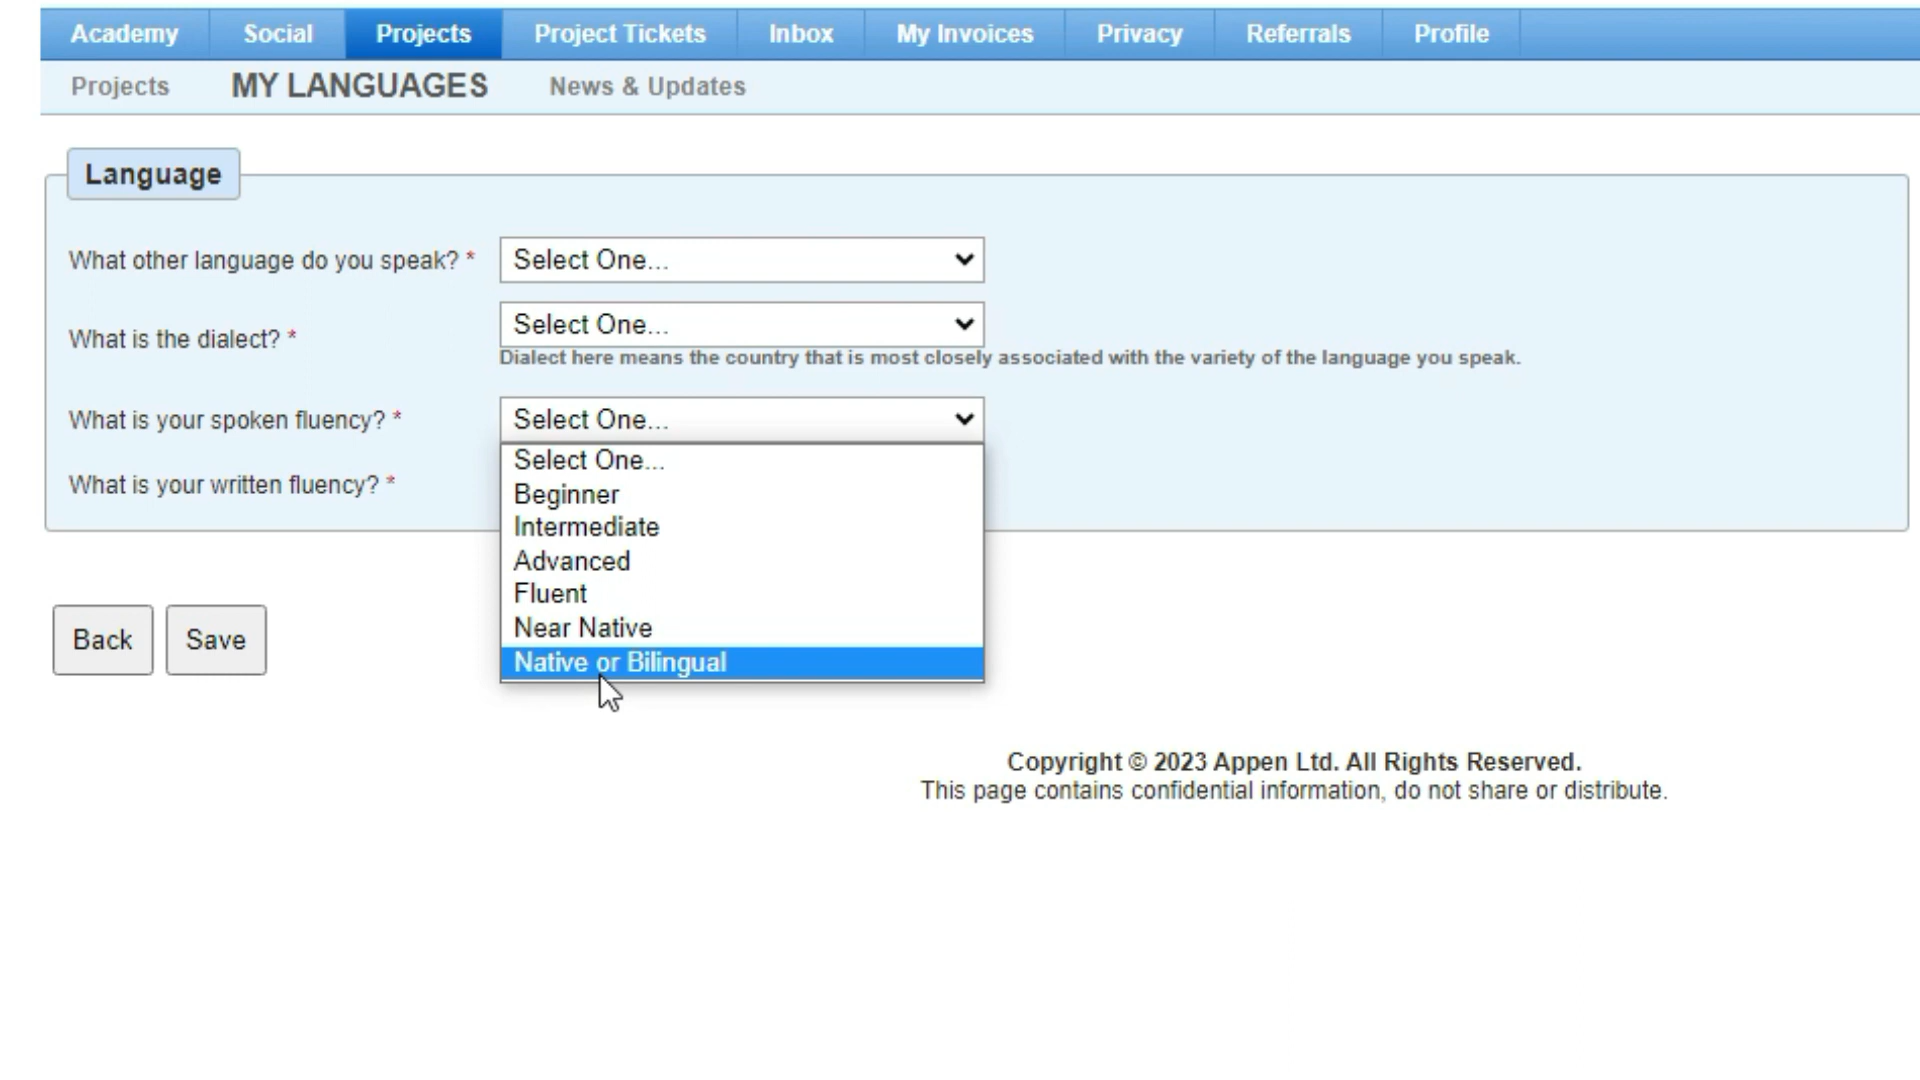 Academy Social Projects Project Tickets Inbox My Invoices Privacy Referrals Profile
Projects MY LANGUAGES News & Updates
Language
What other language do you speak? * Select One...
What is the dialect? * Select One...
Dialect here means the country that is most closely associated with the variety of the language you speak.
What is your spoken fluency? * Select One...
Select One...
What is your written fluency? *
Beginner
Intermediate
Advanced
Fluent
Near Native
Native or Bilingual
Back Save
Copyright © 2023 Appen Ltd. All Rights Reserved.
This page contains confidential information, do not share or distribute.